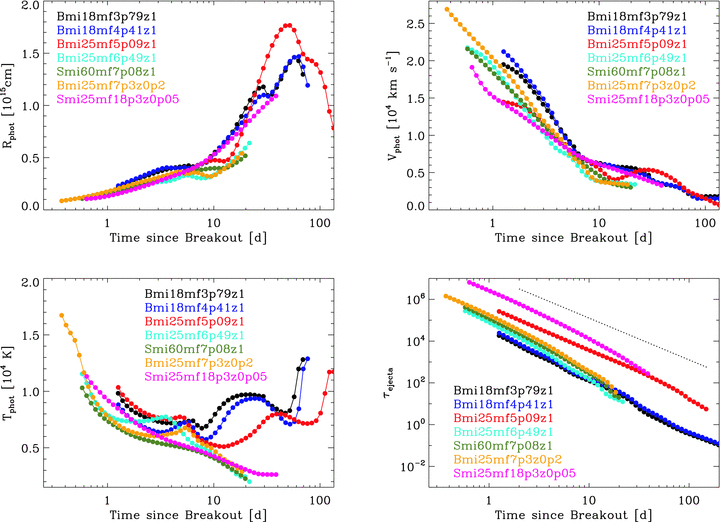 2.0
Bmi18mf3p79z1
Bmi18mf4p41z1
Bmi25mf5p09z1
Bmi25mf6p49z1
Smi60mf7p08z1
Bmi25mf7p3z0p2
Smi25mf18p3z0p05
1.5
1.0
0.5
0.0
R_phot [10^15 cm]
1 10 100
Time since Breakout [d]
2.5
2.0
1.5
1.0
0.5
0.0
V_phot [10^4 km s^-1]
Bmi18mf3p79z1
Bmi18mf4p41z1
Bmi25mf5p09z1
Bmi25mf6p49z1
Smi60mf7p08z1
Bmi25mf7p3z0p2
Smi25mf18p3z0p05
1 10 100
Time since Breakout [d]
2.0
1.5
1.0
0.5
T_phot [10^4 K]
Bmi18mf3p79z1
Bmi18mf4p41z1
Bmi25mf5p09z1
Bmi25mf6p49z1
Smi60mf7p08z1
Bmi25mf7p3z0p2
Smi25mf18p3z0p05
1 10 100
Time since Breakout [d]
10^6
10^4
10^2
10^0
10^-2
τ_ejecta
Bmi18mf3p79z1
Bmi18mf4p41z1
Bmi25mf5p09z1
Bmi25mf6p49z1
Smi60mf7p08z1
Bmi25mf7p3z0p2
Smi25mf18p3z0p05
1 10 100
Time since Breakout [d]